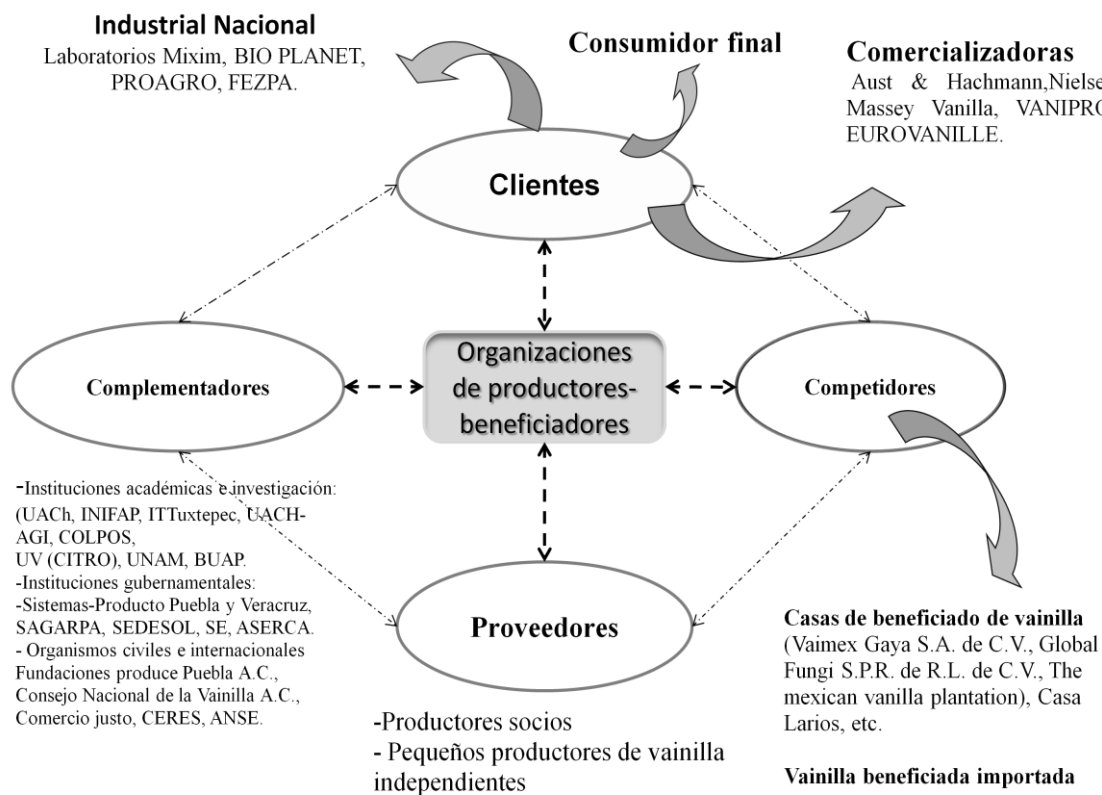 Industrial Nacional
Laboratorios Mixim, BIO PLANET,
PROAGRO, FEZPA.
Consumidor final
Comercializadoras
Aust & Hachmann,Nielse
Massey Vanilla, VANIPRO
EUROVANILLE.
Clientes
Complementadores
Organizaciones
de productores-
beneficiadores
Competidores
-Instituciones académicas e investigación:
(UACh, INIFAP, ITTuxtepec, UACH-
AGI, COLPOS,
UV (CITRO), UNAM, BUAP.
-Instituciones gubernamentales:
-Sistemas-Producto Puebla y Veracruz,
SAGARPA, SEDESOL, SE, ASERCA.
- Organismos civiles e internacionales
Fundaciones produce Puebla A.C.,
Consejo Nacional de la Vainilla A.C.,
Comercio justo, CERES, ANSE.
Proveedores
-Productores socios
- Pequeños productores de vainilla
independientes
Casas de beneficiado de vainilla
(Vaimex Gaya S.A. de C.V., Global
Fungi S.P.R. de R.L. de C.V., The
mexican vanilla plantation), Casa
Larios, etc.
Vainilla beneficiada importada